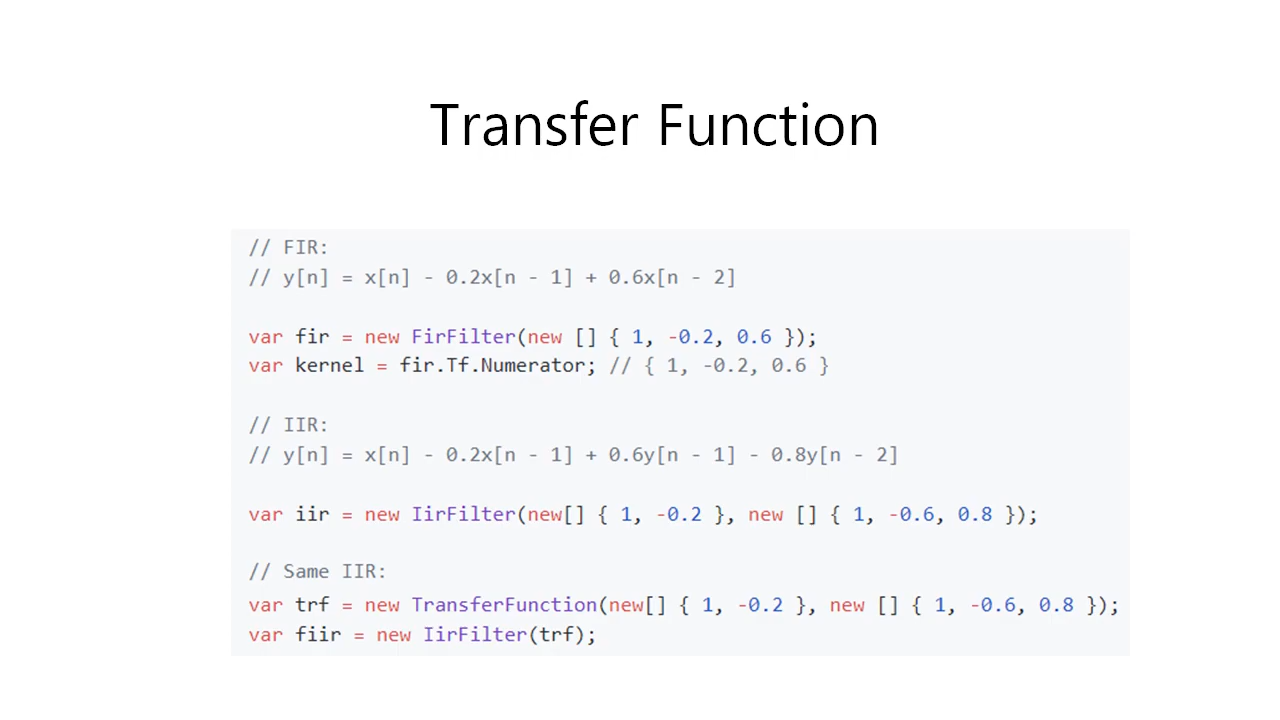 Transfer Function
// FIR:
// y[n] = x[n] - 0.2x[n - 1] + 0.6x[n - 2]
var fir = new FirFilter(new [] { 1, -0.2, 0.6 });
var kernel = fir.Tf.Numerator; // { 1, -0.2, 0.6 }
// IIR:
// y[n] = x[n] - 0.2x[n - 1] + 0.6y[n - 1] - 0.8y[n - 2]
var iir = new IirFilter(new[] { 1, -0.2 }, new [] { 1, -0.6, 0.8 });
// Same IIR:
var trf = new TransferFunction(new[] { 1, -0.2 }, new [] { 1, -0.6, 0.8 });
var fiir = new IirFilter(trf);